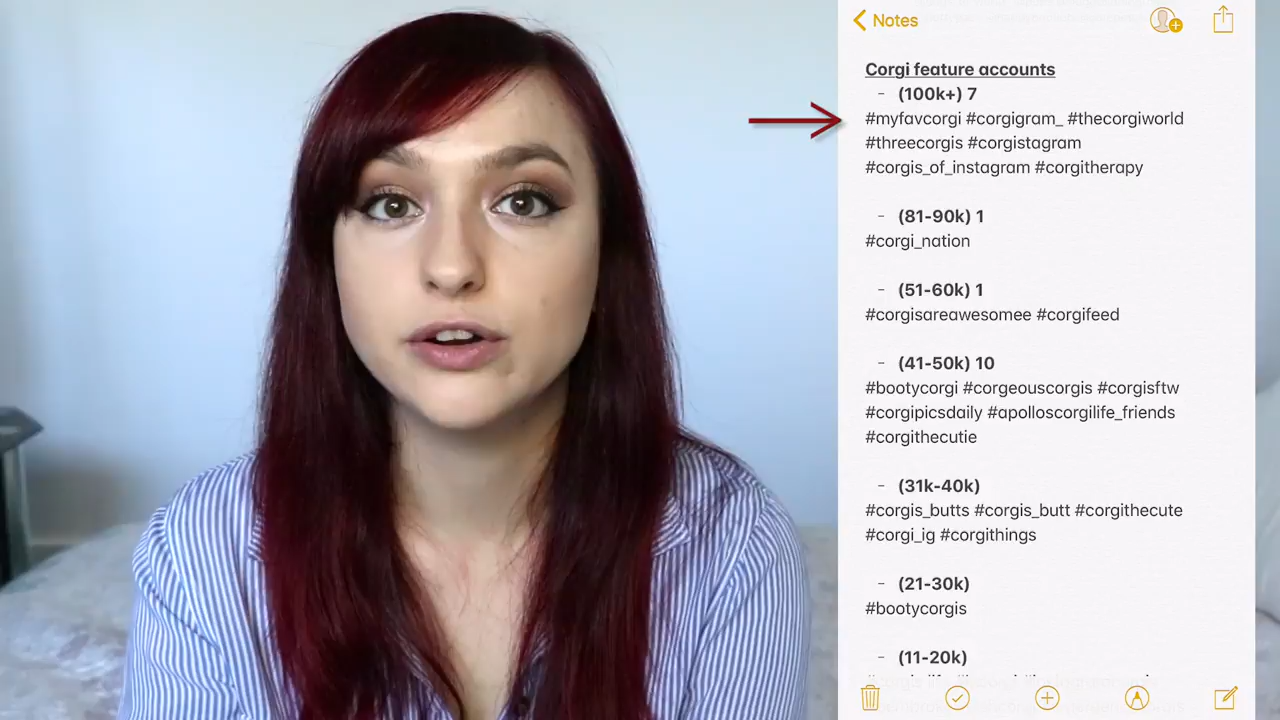 Notes
Corgi feature accounts
- (100k+) 7
#myfavcorgi #corgigram_ #thecorgiworld
#threecorgis #corgistagram
#corgis_of_instagram #corgitherapy
- (81-90k) 1
#corgi_nation
- (51-60k) 1
#corgisareawesomee #corgifeed
- (41-50k) 10
#bootycorgi #corgeouscorgis #corgisftw
#corgipicsdaily #apolloscorgilife_friends
#corgithecutie
- (31k-40k)
#corgis_butts #corgis_butt #corgithecute
#corgi_ig #corgithings
- (21-30k)
#bootycorgis
- (11-20k)